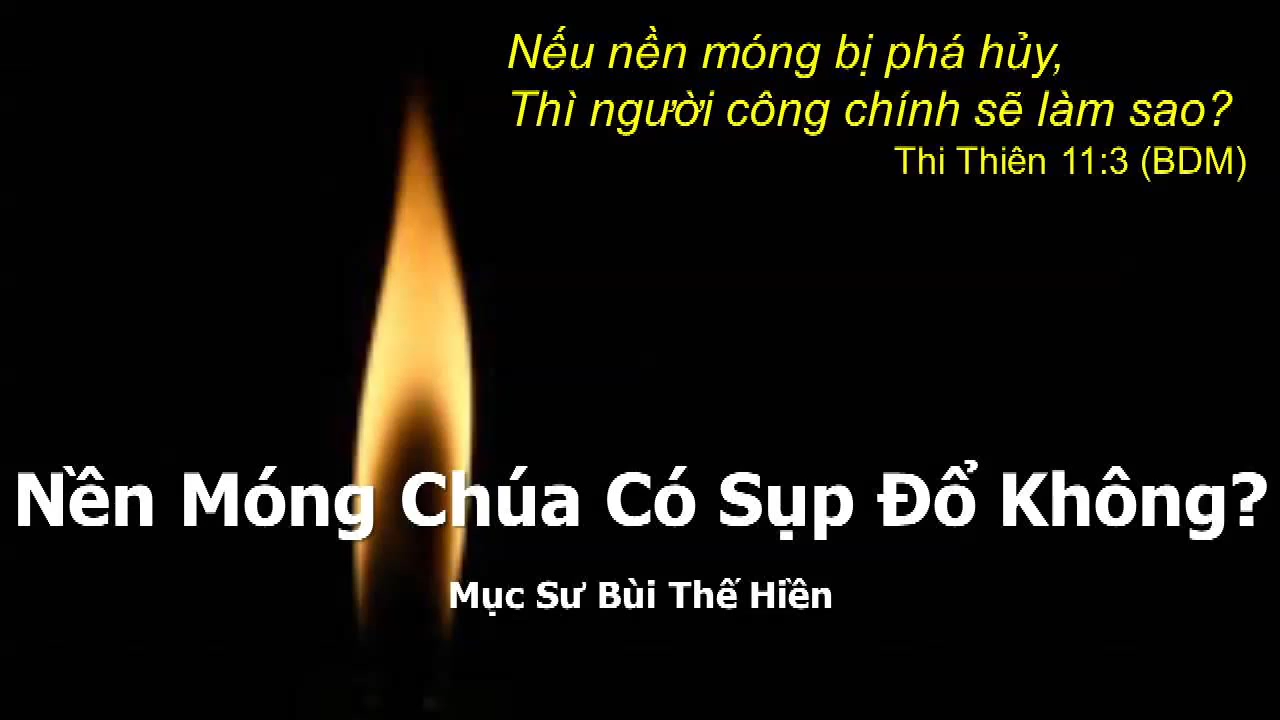 Nếu nền móng bị phá hủy,
Thì người công chính sẽ làm sao?
Thi Thiên 11:3 (BDM)
Nền Móng Chúa Có Sụp Đổ Không?
Mục Sư Bùi Thế Hiền